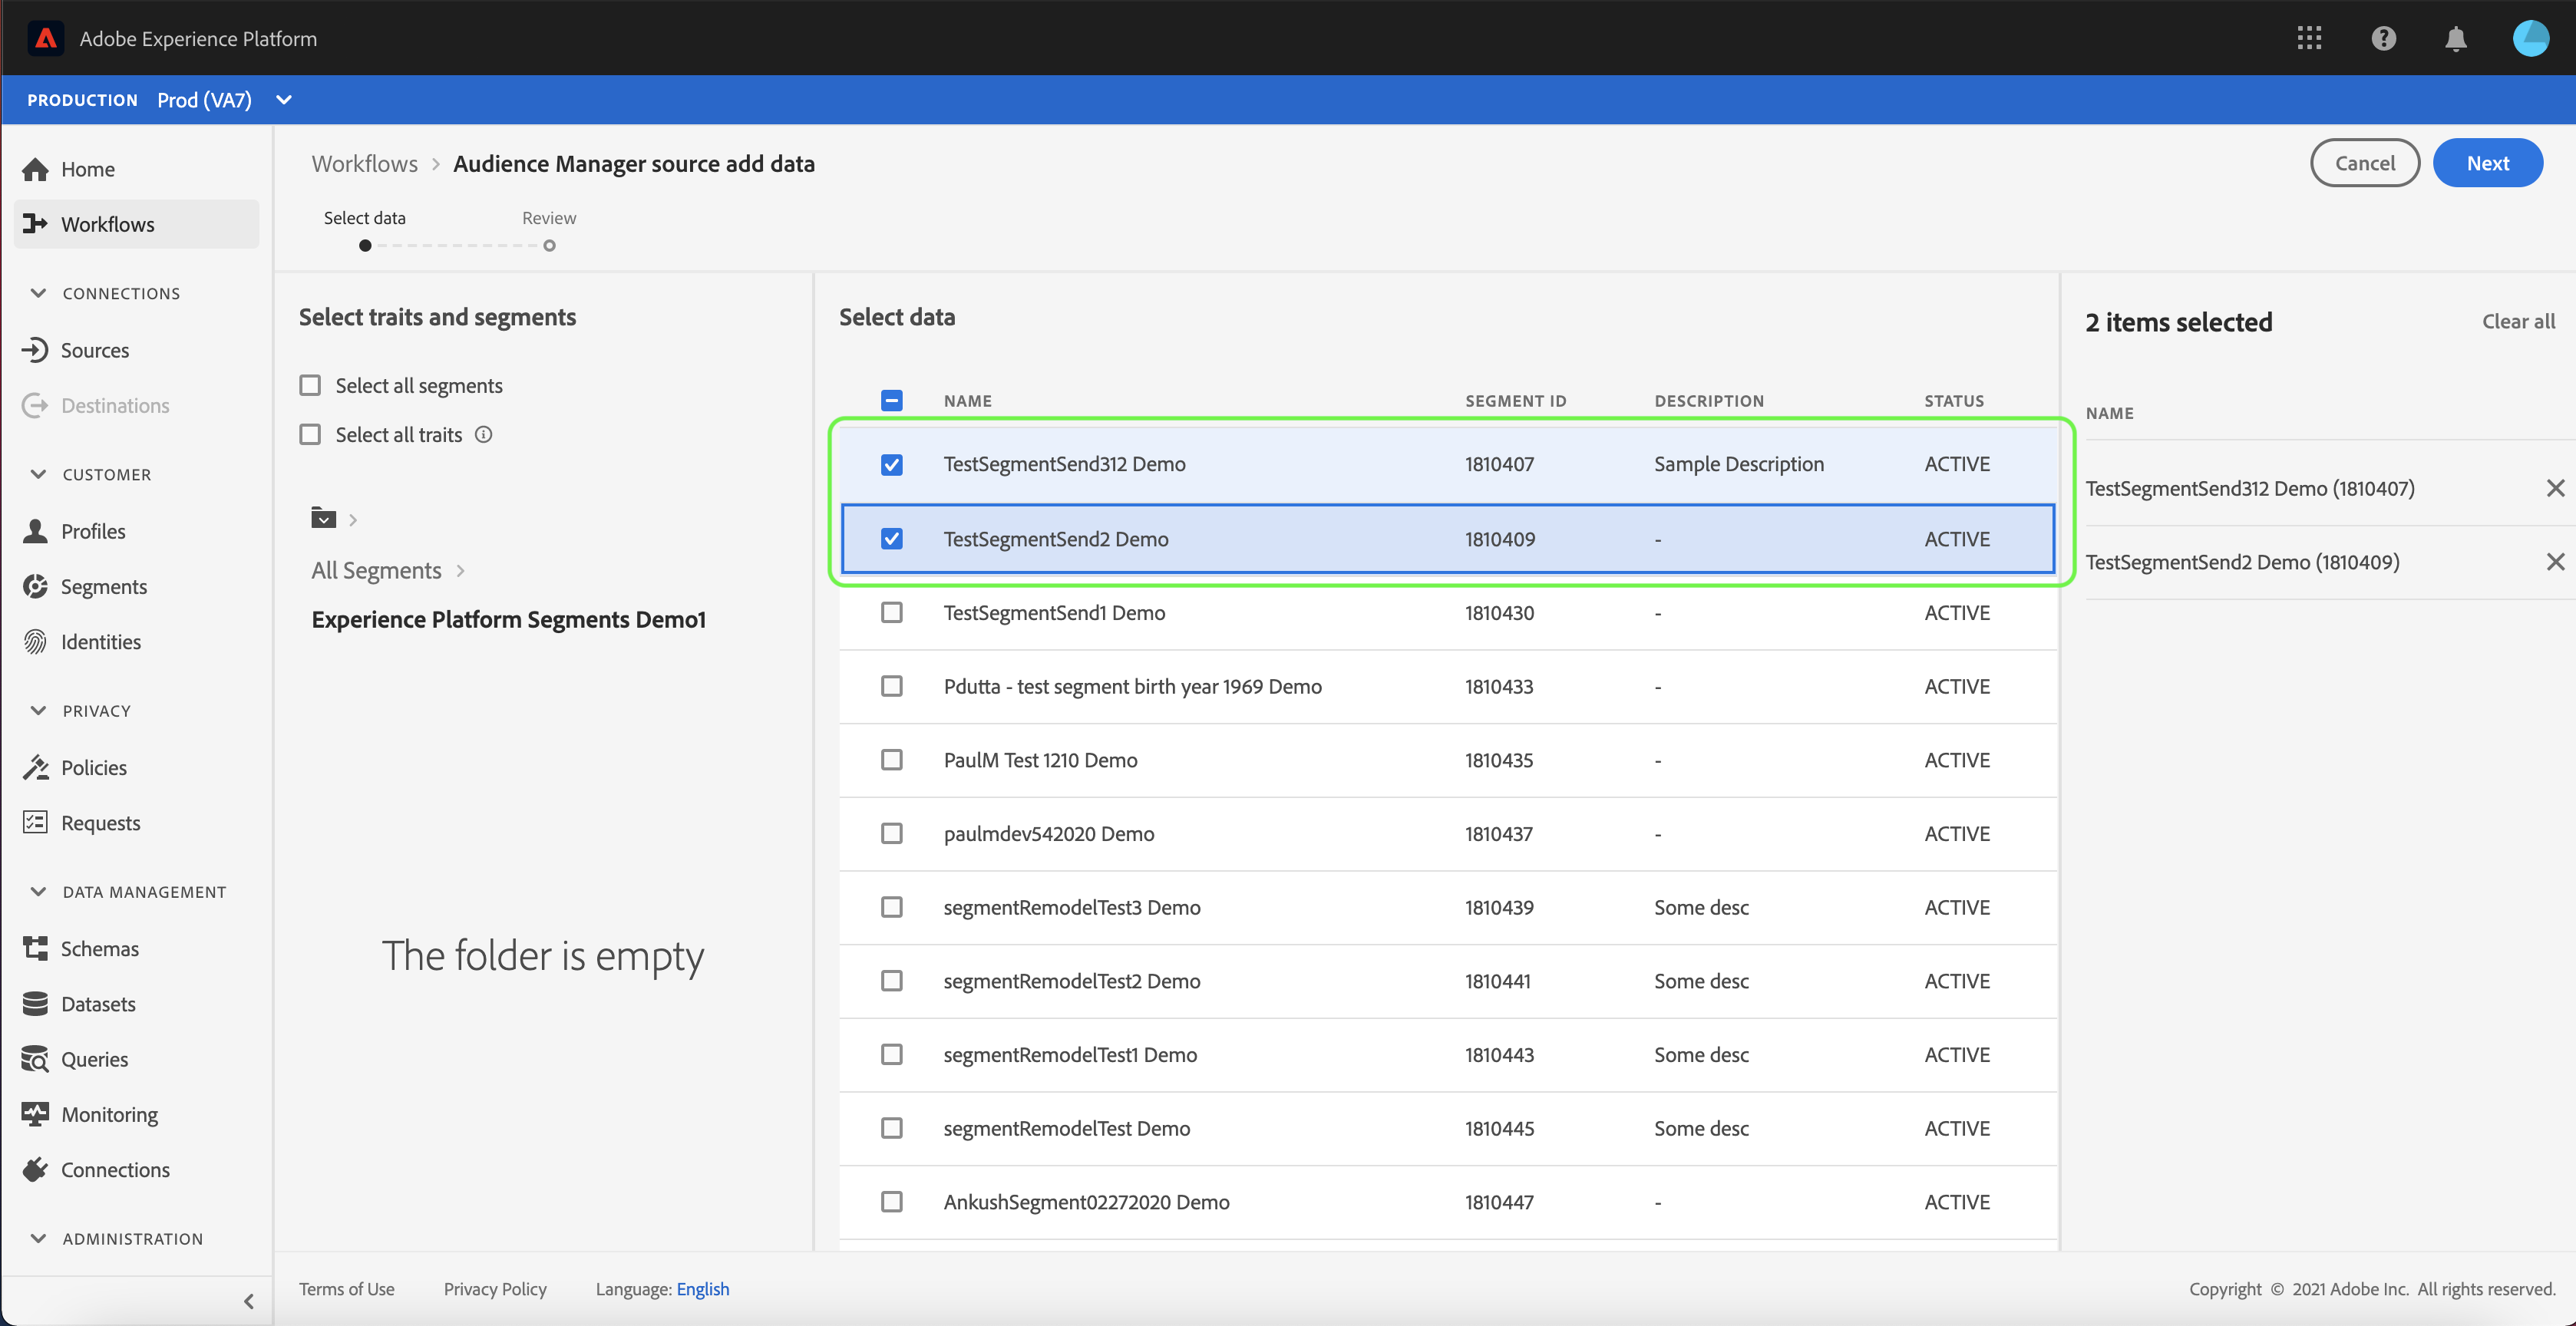 Adobe Experience Platform
PRODUCTION Prod (VA7)
Home
Workflows
CONNECTIONS
Sources
Destinations
CUSTOMER
Profiles
Segments
Identities
PRIVACY
Policies
Requests
DATA MANAGEMENT
Schemas
Datasets
Queries
Monitoring
Connections
ADMINISTRATION
Workflows > Audience Manager source add data
Cancel
Next
Select data Review
Select traits and segments
Select all segments
Select all traits
All Segments >
Experience Platform Segments Demo1
The folder is empty
Select data
NAME SEGMENT ID DESCRIPTION STATUS
TestSegmentSend312 Demo 1810407 Sample Description ACTIVE
TestSegmentSend2 Demo 1810409 - ACTIVE
TestSegmentSend1 Demo 1810430 - ACTIVE
Pdutta - test segment birth year 1969 Demo 1810433 - ACTIVE
PaulM Test 1210 Demo 1810435 - ACTIVE
paulmdev542020 Demo 1810437 - ACTIVE
segmentRemodelTest3 Demo 1810439 Some desc ACTIVE
segmentRemodelTest2 Demo 1810441 Some desc ACTIVE
segmentRemodelTest1 Demo 1810443 Some desc ACTIVE
segmentRemodelTest Demo 1810445 Some desc ACTIVE
AnkushSegment02272020 Demo 1810447 - ACTIVE
2 items selected Clear all
NAME
TestSegmentSend312 Demo (1810407)
TestSegmentSend2 Demo (1810409)
Terms of Use Privacy Policy Language: English
Copyright © 2021 Adobe Inc. All rights reserved.